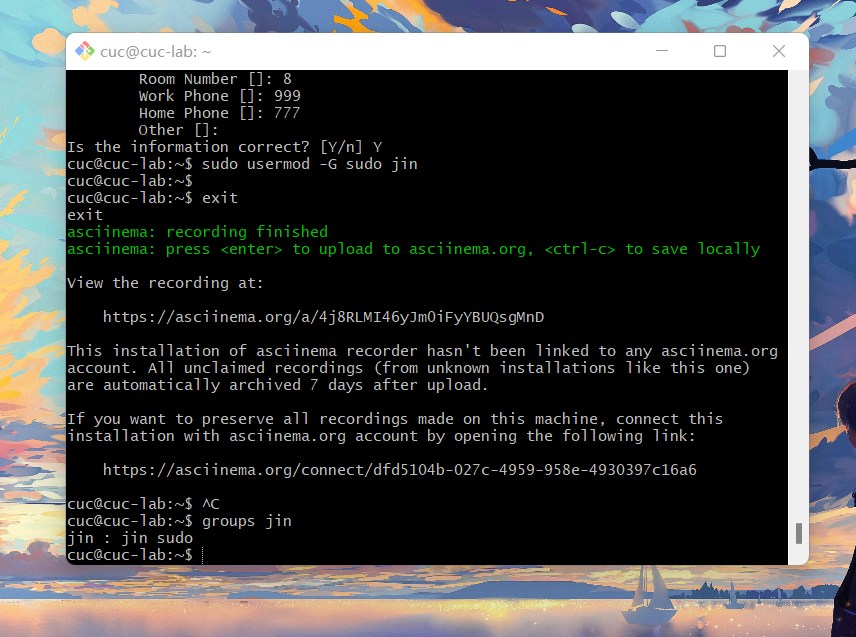 cuc@cuc-lab: ~
Room Number []: 8
Work Phone []: 999
Home Phone []: 777
Other []:
Is the information correct? [Y/n] Y
cuc@cuc-lab:~$ sudo usermod -G sudo jin
cuc@cuc-lab:~$
cuc@cuc-lab:~$ exit
exit
asciinema: recording finished
asciinema: press <enter> to upload to asciinema.org, <ctrl-c> to save locally
View the recording at:
https://asciinema.org/a/4j8RLMI46yJmOiFyYBUQsgMnD
This installation of asciinema recorder hasn't been linked to any asciinema.org
account. All unclaimed recordings (from unknown installations like this one)
are automatically archived 7 days after upload.
If you want to preserve all recordings made on this machine, connect this
installation with asciinema.org account by opening the following link:
https://asciinema.org/connect/dfd5104b-027c-4959-958e-4930397c16a6
cuc@cuc-lab:~$ ^C
cuc@cuc-lab:~$ groups jin
jin : jin sudo
cuc@cuc-lab:~$